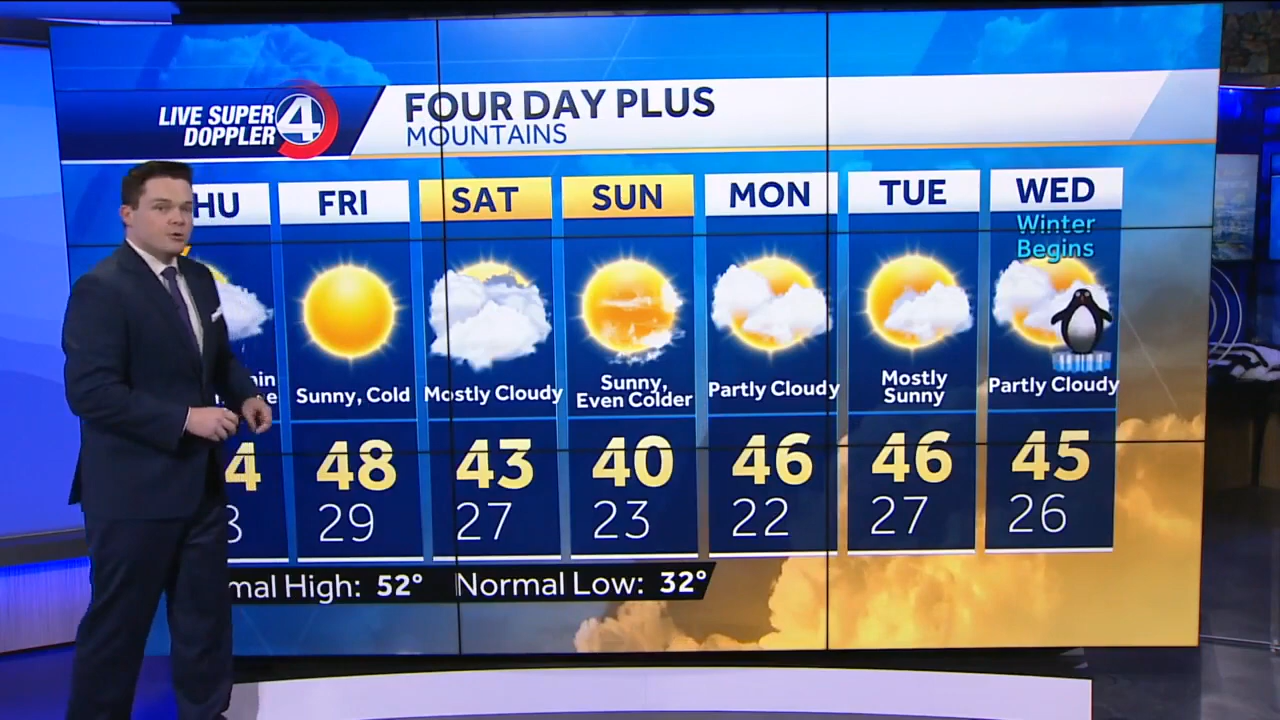 LIVE SUPER
DOPPLER 4
FOUR DAY PLUS
MOUNTAINS
FRI
SAT
SUN
MON
TUE
WED
Winter
Begins
Sunny, Cold
Mostly Cloudy
Sunny,
Even Colder
Partly Cloudy
Mostly
Sunny
Partly Cloudy
48
43
40
46
46
45
29
27
23
22
27
26
High: 52° Normal Low: 32°